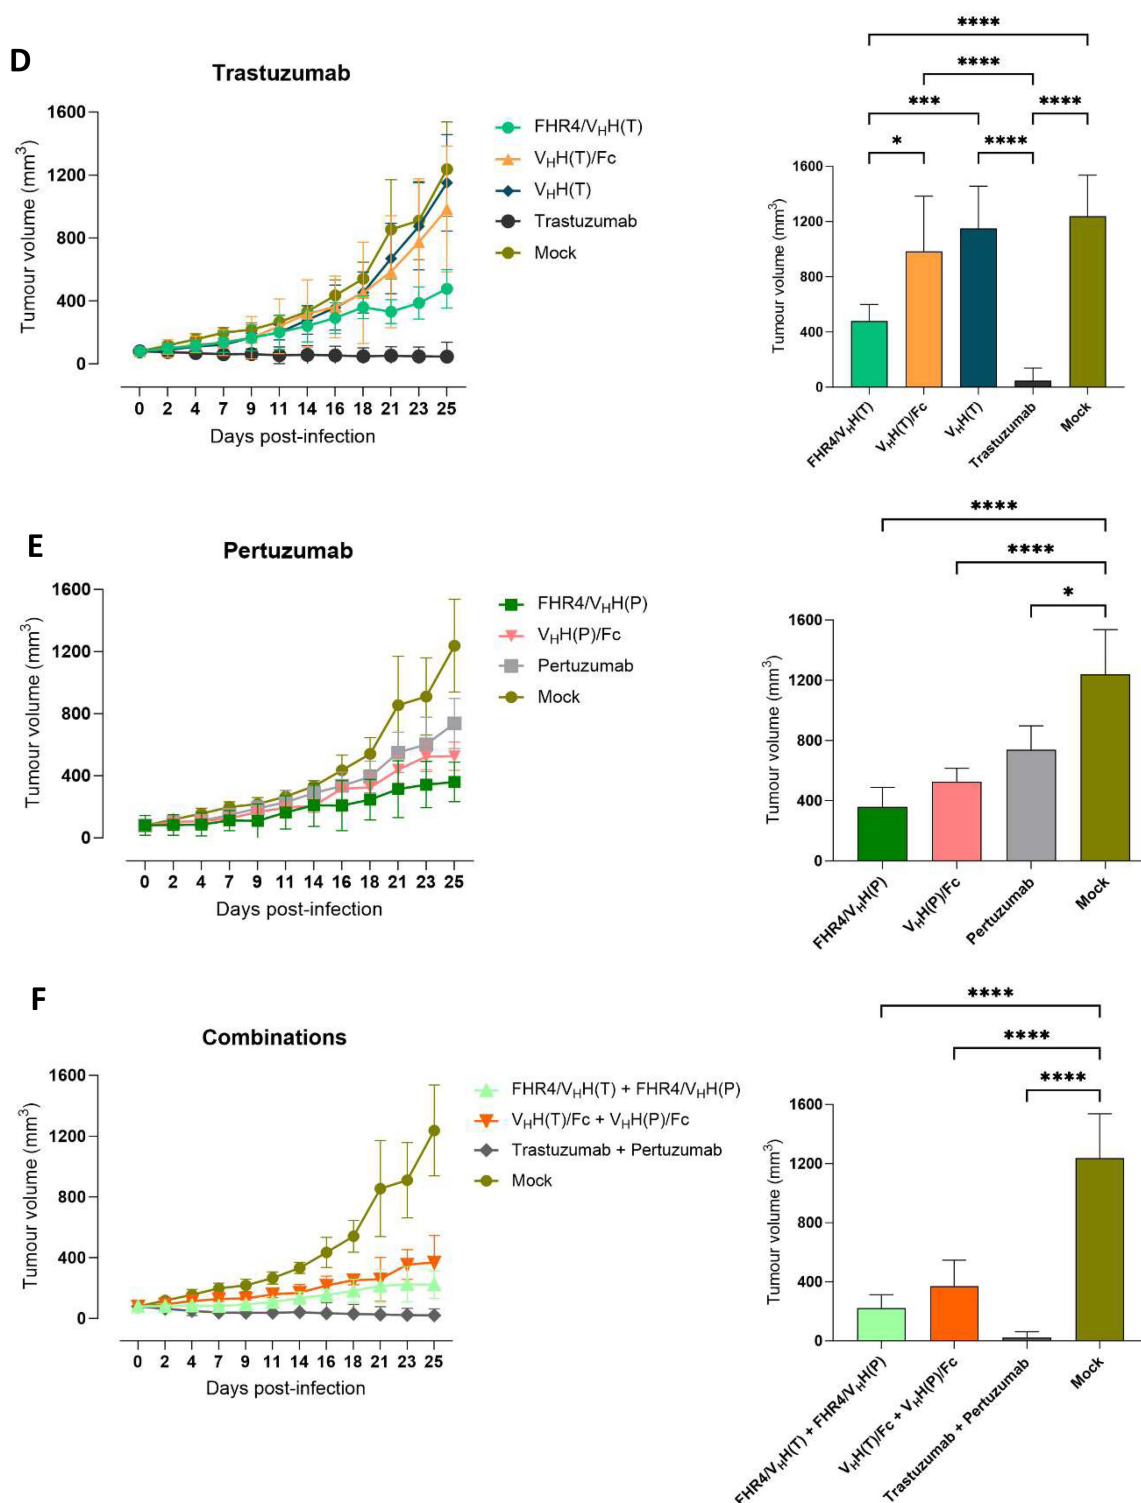 D
Trastuzumab
Tumour volume (mm³)
1600
1200
800
400
0
0 2 4 7 9 11 14 16 18 21 23 25
Days post-infection
FHR4/VHH(T)
VHH(T)/Fc
VHH(T)
Trastuzumab
Mock
****
****
*** ****
* ****
Tumour volume (mm³)
1600
1200
800
400
0
FHR4/VHH(T)
VHH(T)/Fc
VHH(T)
Trastuzumab
Mock
E
Pertuzumab
Tumour volume (mm³)
1600
1200
800
400
0
0 2 4 7 9 11 14 16 18 21 23 25
Days post-infection
FHR4/VHH(P)
VHH(P)/Fc
Pertuzumab
Mock
****
****
*
Tumour volume (mm³)
1600
1200
800
400
0
FHR4/VHH(P)
VHH(P)/Fc
Pertuzumab
Mock
F
Combinations
Tumour volume (mm³)
1600
1200
800
400
0
0 2 4 7 9 11 14 16 18 21 23 25
Days post-infection
FHR4/VHH(T) + FHR4/VHH(P)
VHH(T)/Fc + VHH(P)/Fc
Trastuzumab + Pertuzumab
Mock
****
****
****
Tumour volume (mm³)
1600
1200
800
400
0
FHR4/VHH(T) + FHR4/VHH(P)
VHH(T)/Fc + VHH(P)/Fc
Trastuzumab + Pertuzumab
Mock